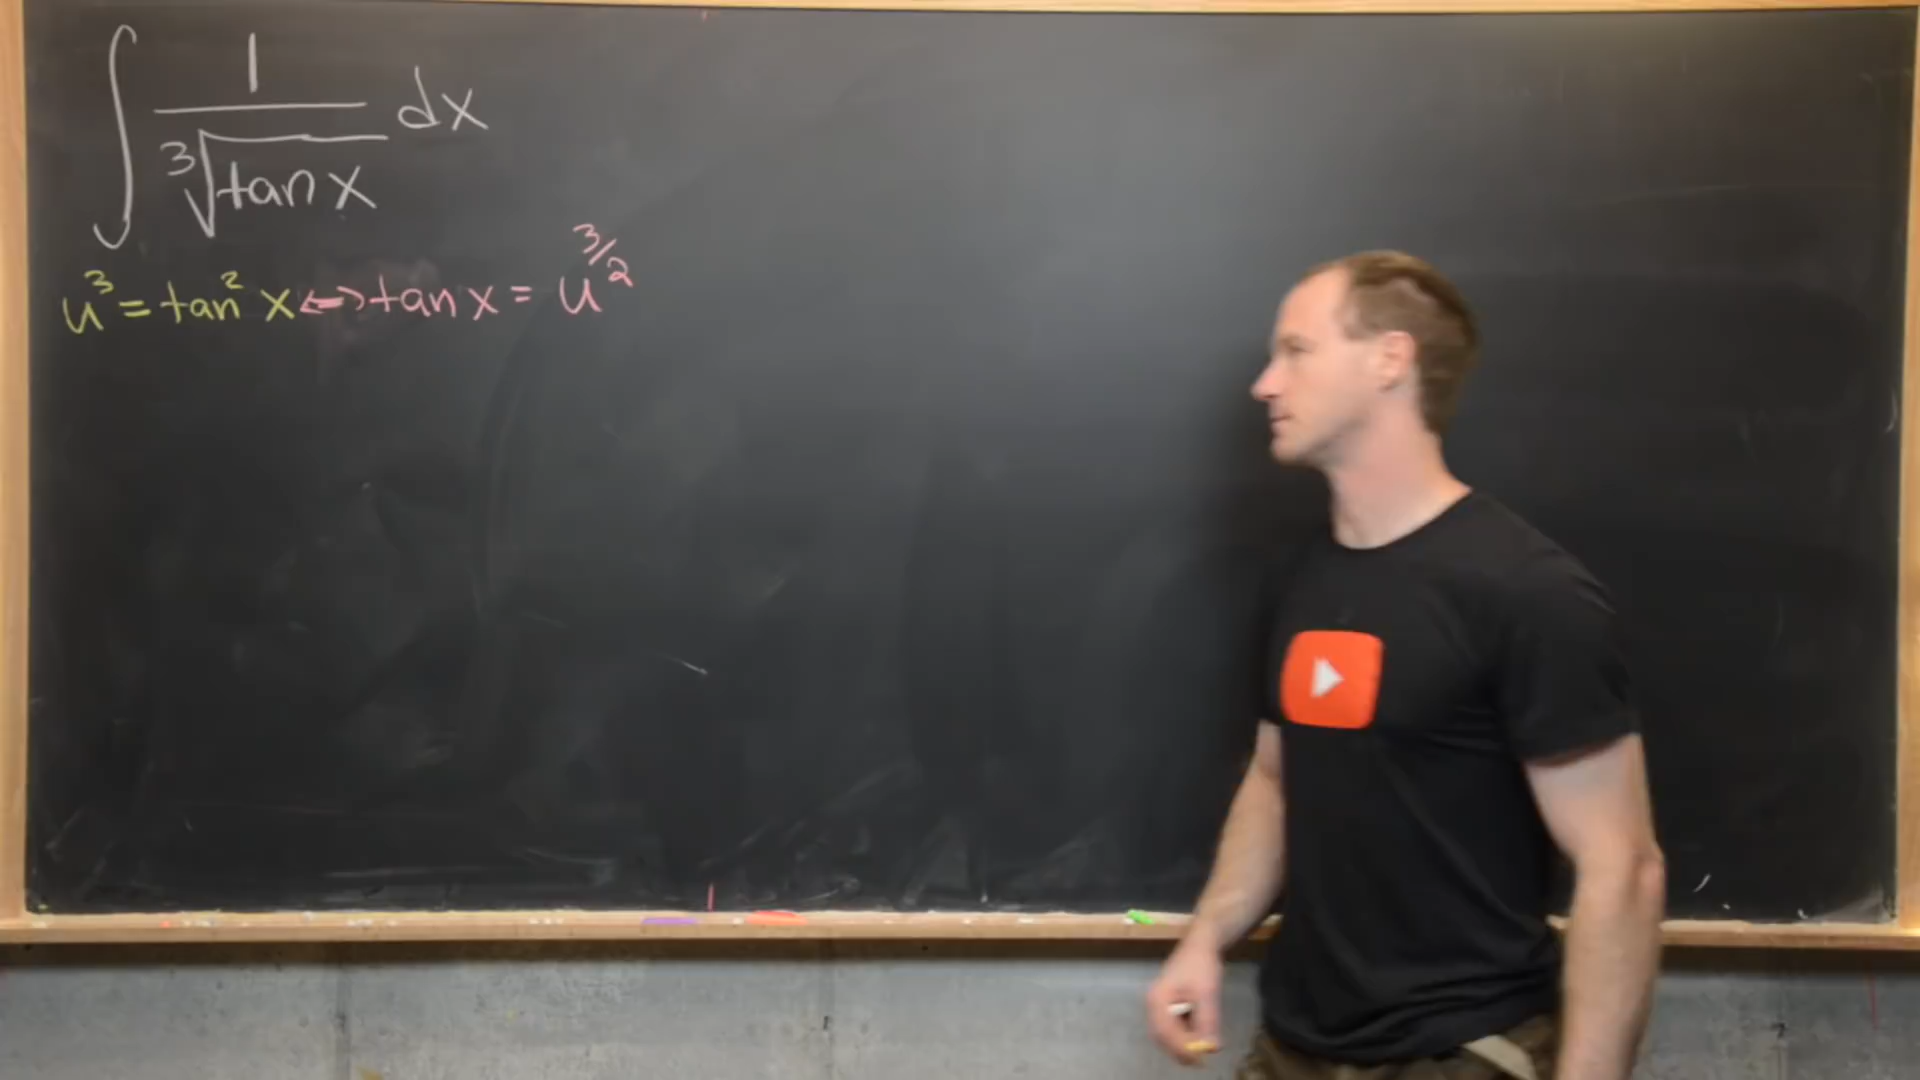 ∫ 1/∛(tan x) dx
u³ = tan² x ↔ tan x = u^(3/2)